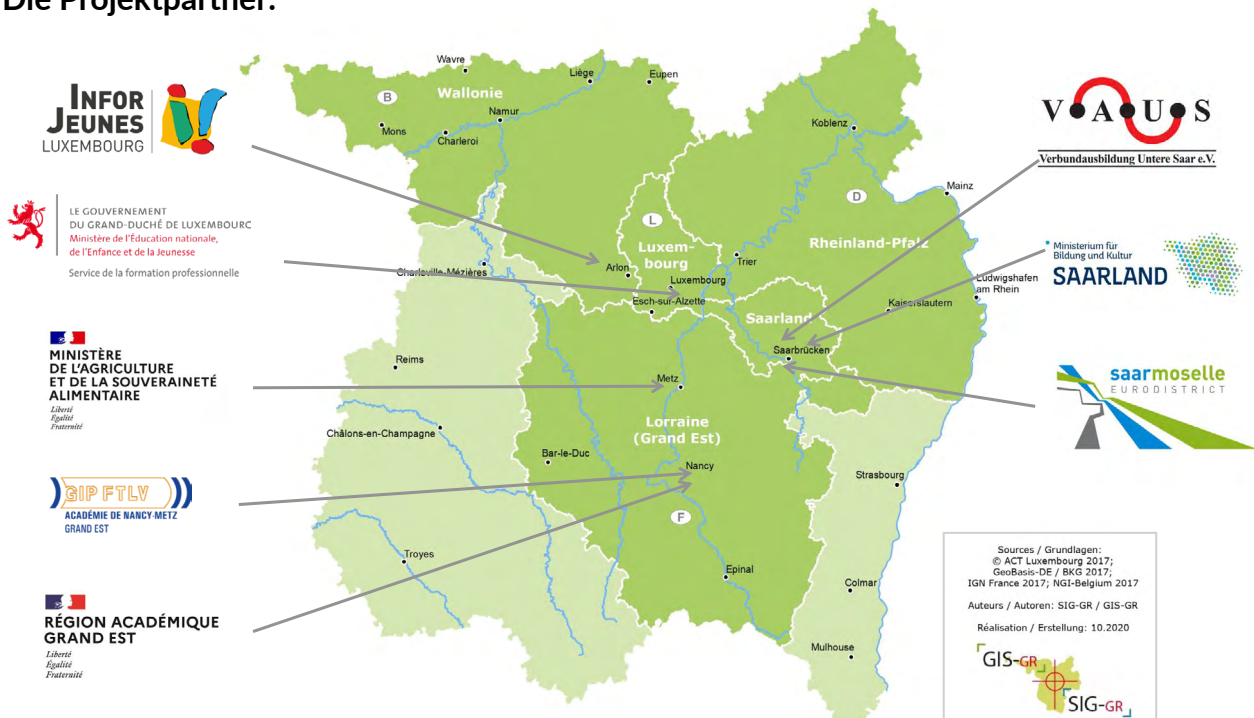 Die Projektpartner:
INFOR
JEUNES
LUXEMBOURG
LE GOUVERNEMENT
DU GRAND-DUCHÉ DE LUXEMBOURG
Ministère de l'Éducation nationale,
de l'Enfance et de la Jeunesse
Service de la formation professionnelle
MINISTÈRE
DE L'AGRICULTURE
ET DE LA SOUVERAINETÉ
ALIMENTAIRE
Liberté
Égalité
Fraternité
GIP FTLV
ACADÉMIE DE NANCY-METZ
GRAND EST
RÉGION ACADÉMIQUE
GRAND EST
Liberté
Égalité
Fraternité
Wavre
Liège
Eupen
B
Wallonie
Namur
Mons
Charleroi
Koblenz
Mainz
D
L
Luxem-
bourg
Rheinland-Pfalz
Trier
Arlon
Luxembourg
Charleville-Mézières
Esch-sur-Alzette
Ludwigshafen
am Rhein
Kaiserslautern
Saarland
Saarbrücken
Reims
Metz
Lorraine
(Grand Est)
Châlons-en-Champagne
Bar-le-Duc
Nancy
Strasbourg
F
Troyes
Epinal
Colmar
Mulhouse
VAUS
Verbundausbildung Untere Saar e.V.
Ministerium für
Bildung und Kultur
SAARLAND
saarmoselle
EURODISTRICT
Sources / Grundlagen:
© ACT Luxembourg 2017;
GeoBasis-DE / BKG 2017;
IGN France 2017; NGI-Belgium 2017
Auteurs / Autoren: SIG-GR / GIS-GR
Réalisation / Erstellung: 10.2020
GIS-GR
SIG-GR